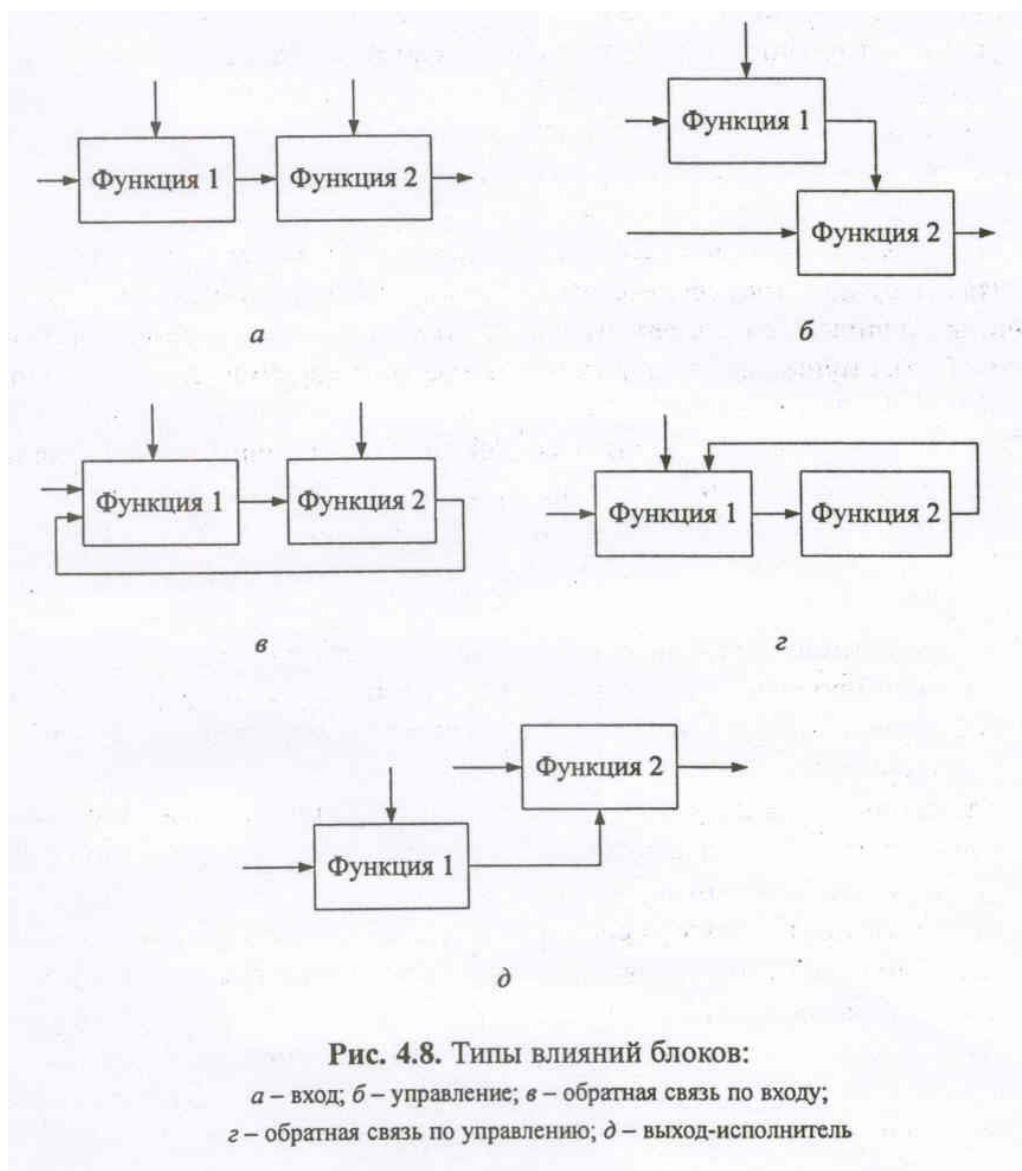 Функция 1
Функция 2
Функция 1
Функция 2
а
б
Функция 1
Функция 2
Функция 1
Функция 2
в
г
Функция 2
Функция 1
д
Рис. 4.8. Типы влияний блоков:
а – вход; б – управление; в – обратная связь по входу;
г – обратная связь по управлению; д – выход-исполнитель